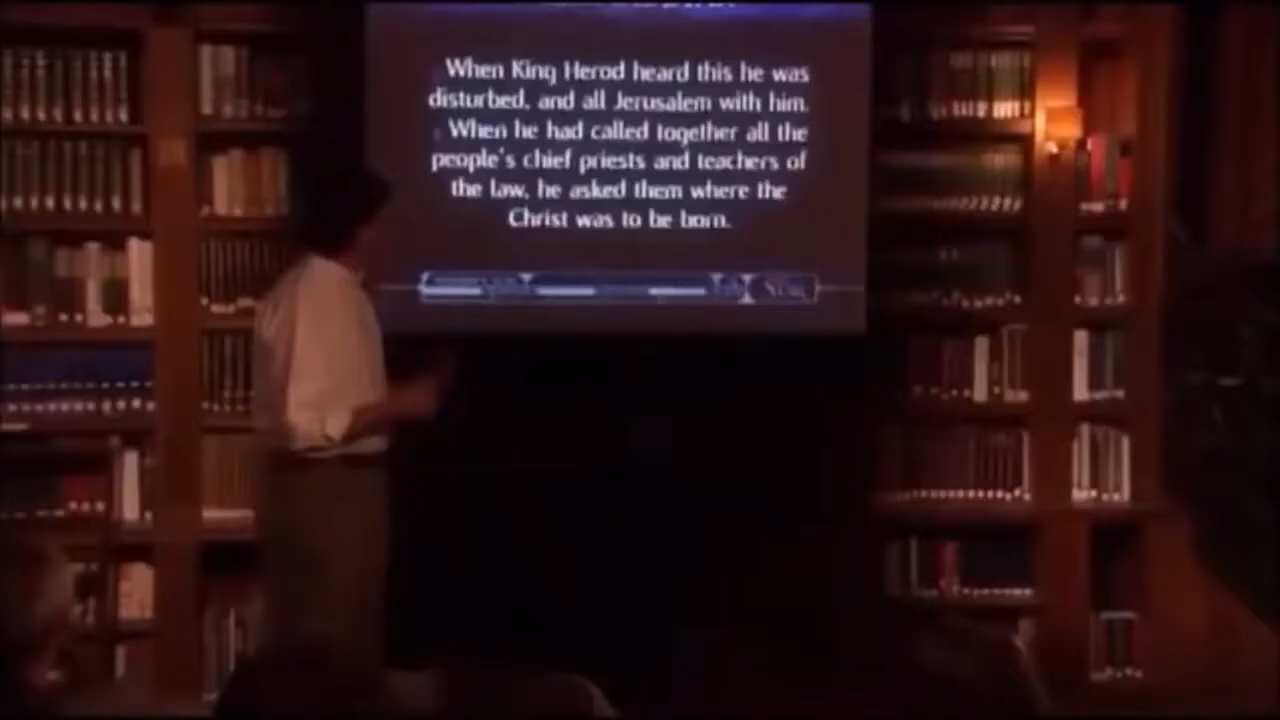 When King Herod heard this he was
disturbed, and all Jerusalem with him.
When he had called together all the
people's chief priests and teachers of
the law, he asked them where the
Christ was to be born.